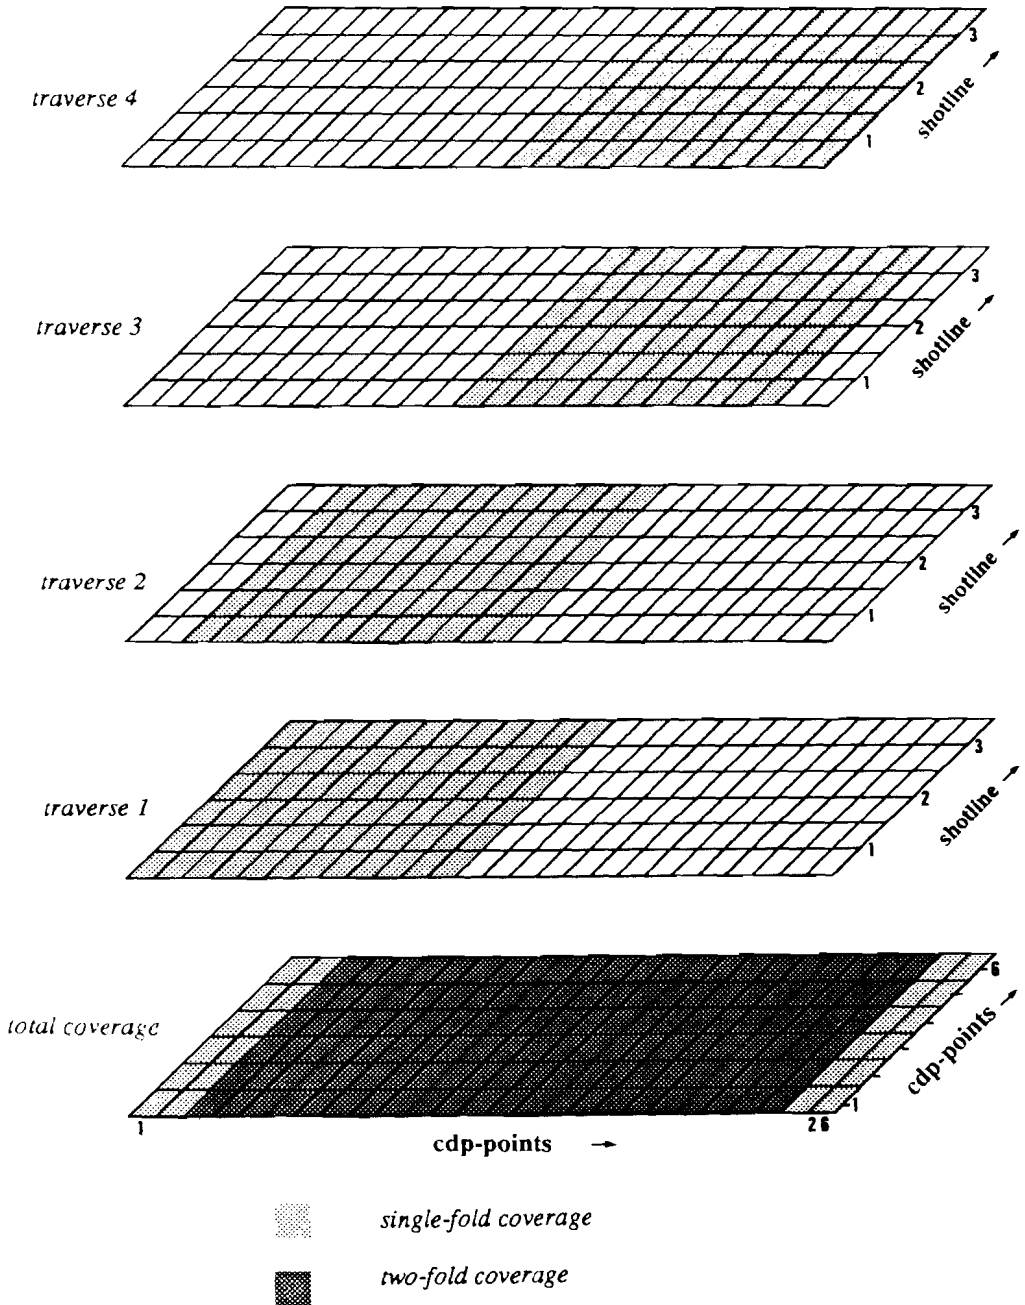 traverse 4
3
2
1
shotline
traverse 3
3
2
1
shotline
traverse 2
3
2
1
shotline
traverse 1
3
2
1
shotline
total coverage
6
1
cdp-points
1
26
cdp-points
single-fold coverage
two-fold coverage